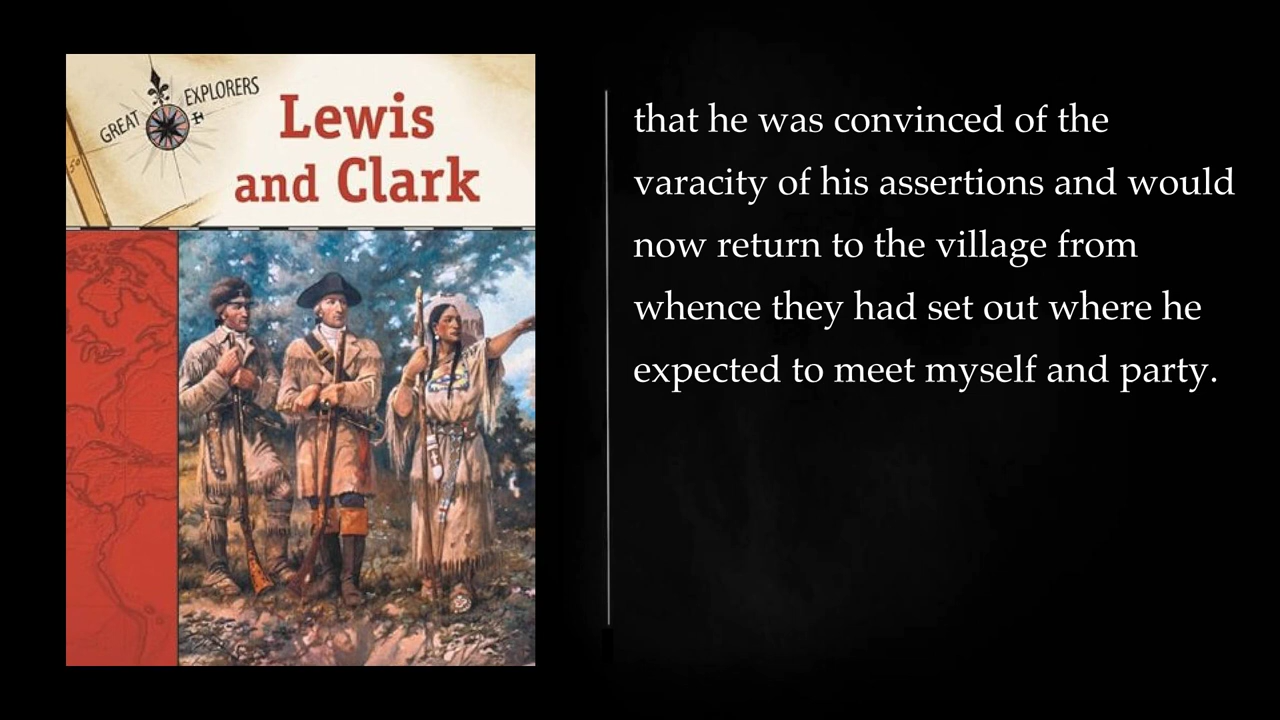 GREAT EXPLORERS
Lewis
and Clark
50
that he was convinced of the
varacity of his assertions and would
now return to the village from
whence they had set out where he
expected to meet myself and party.